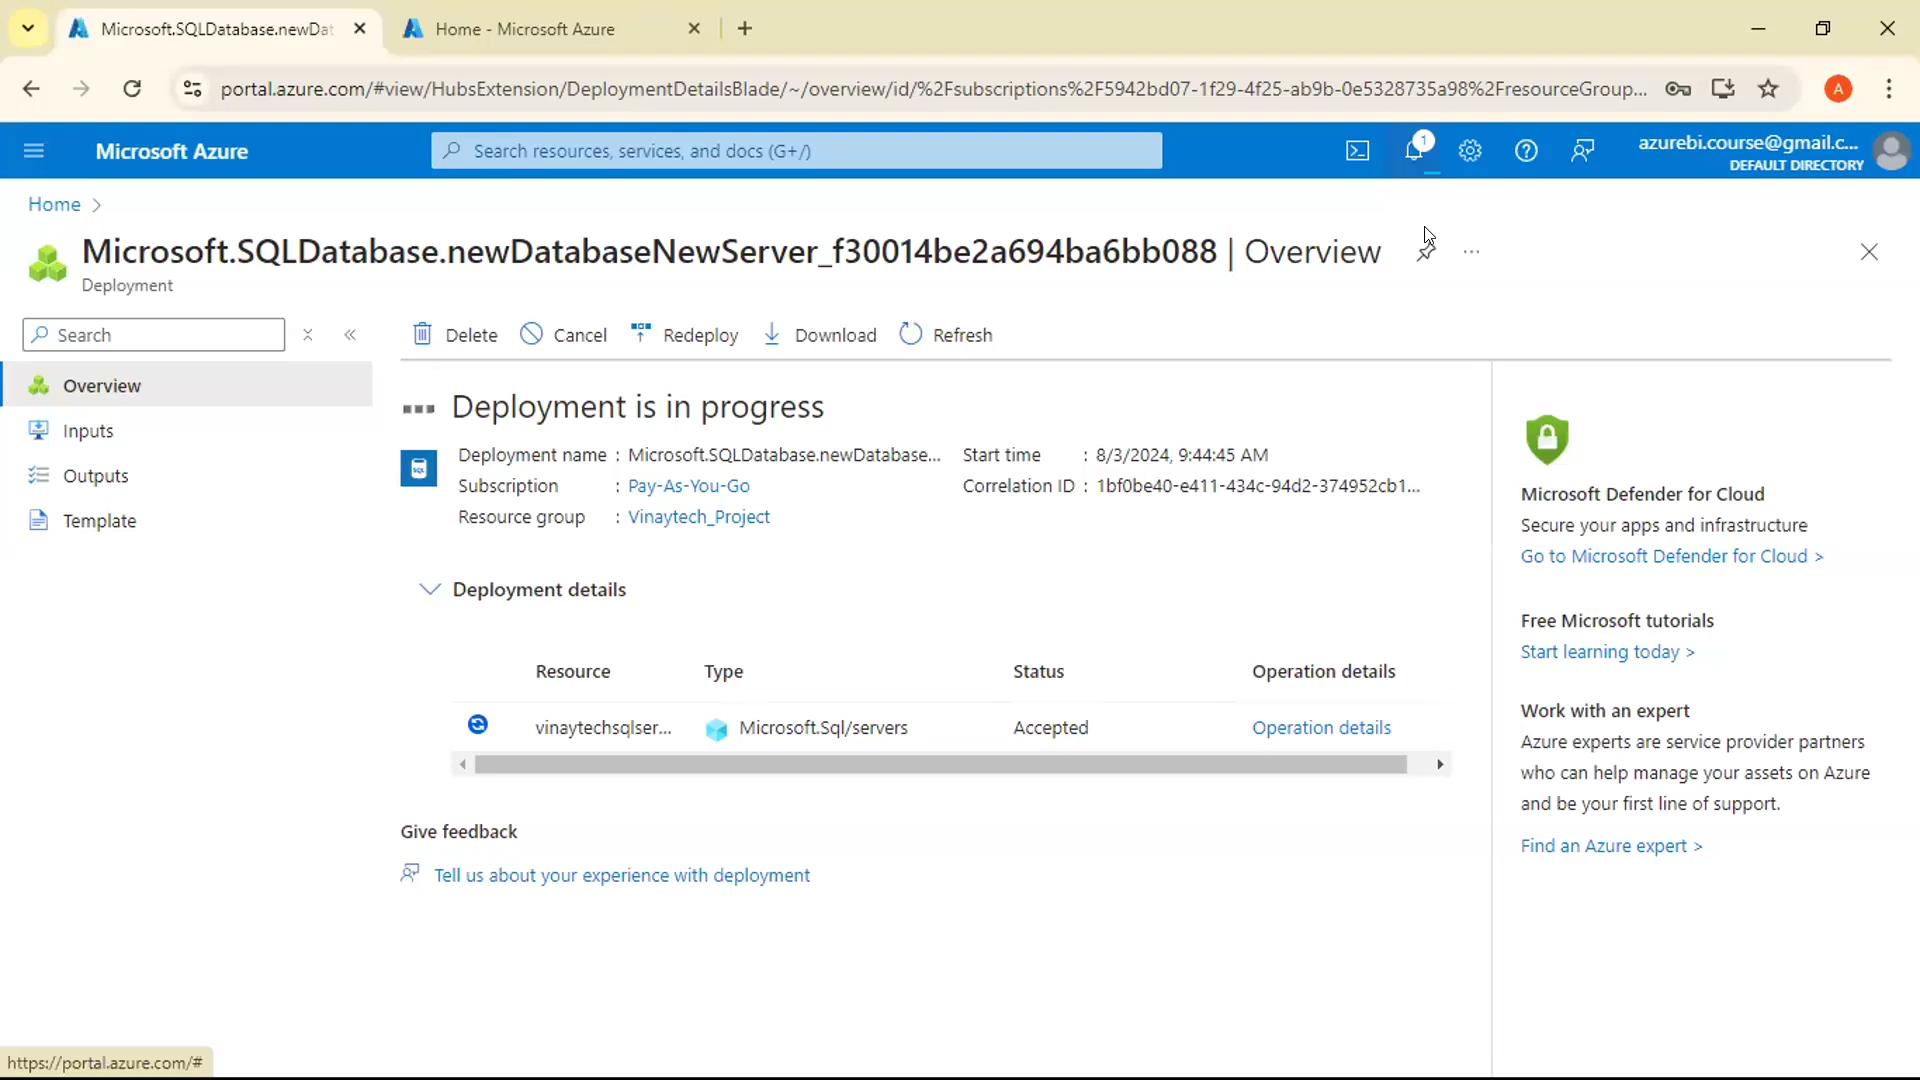 Microsoft.SQLDatabase.newDat
Home - Microsoft Azure
portal.azure.com/#view/HubsExtension/DeploymentDetailsBlade/~/overview/id/%2Fsubscriptions%2F5942bd07-1f29-4f25-ab9b-0e5328735a98%2FresourceGroup...
A
Microsoft Azure
Search resources, services, and docs (G+/)
1
azurebi.course@gmail.c...
DEFAULT DIRECTORY
Home
Microsoft.SQLDatabase.newDatabaseNewServer_f30014be2a694ba6bb088 | Overview
Deployment
Search
Delete
Cancel
Redeploy
Download
Refresh
Overview
Inputs
Outputs
Template
Deployment is in progress
SQL
Deployment name : Microsoft.SQLDatabase.newDatabase...
Start time : 8/3/2024, 9:44:45 AM
Subscription : Pay-As-You-Go
Correlation ID : 1bf0be40-e411-434c-94d2-374952cb1...
Resource group : Vinaytech_Project
Deployment details
Resource Type Status Operation details
vinaytechsqlser... Microsoft.Sql/servers Accepted Operation details
Give feedback
Tell us about your experience with deployment
Microsoft Defender for Cloud
Secure your apps and infrastructure
Go to Microsoft Defender for Cloud >
Free Microsoft tutorials
Start learning today >
Work with an expert
Azure experts are service provider partners
who can help manage your assets on Azure
and be your first line of support.
Find an Azure expert >
https://portal.azure.com/#